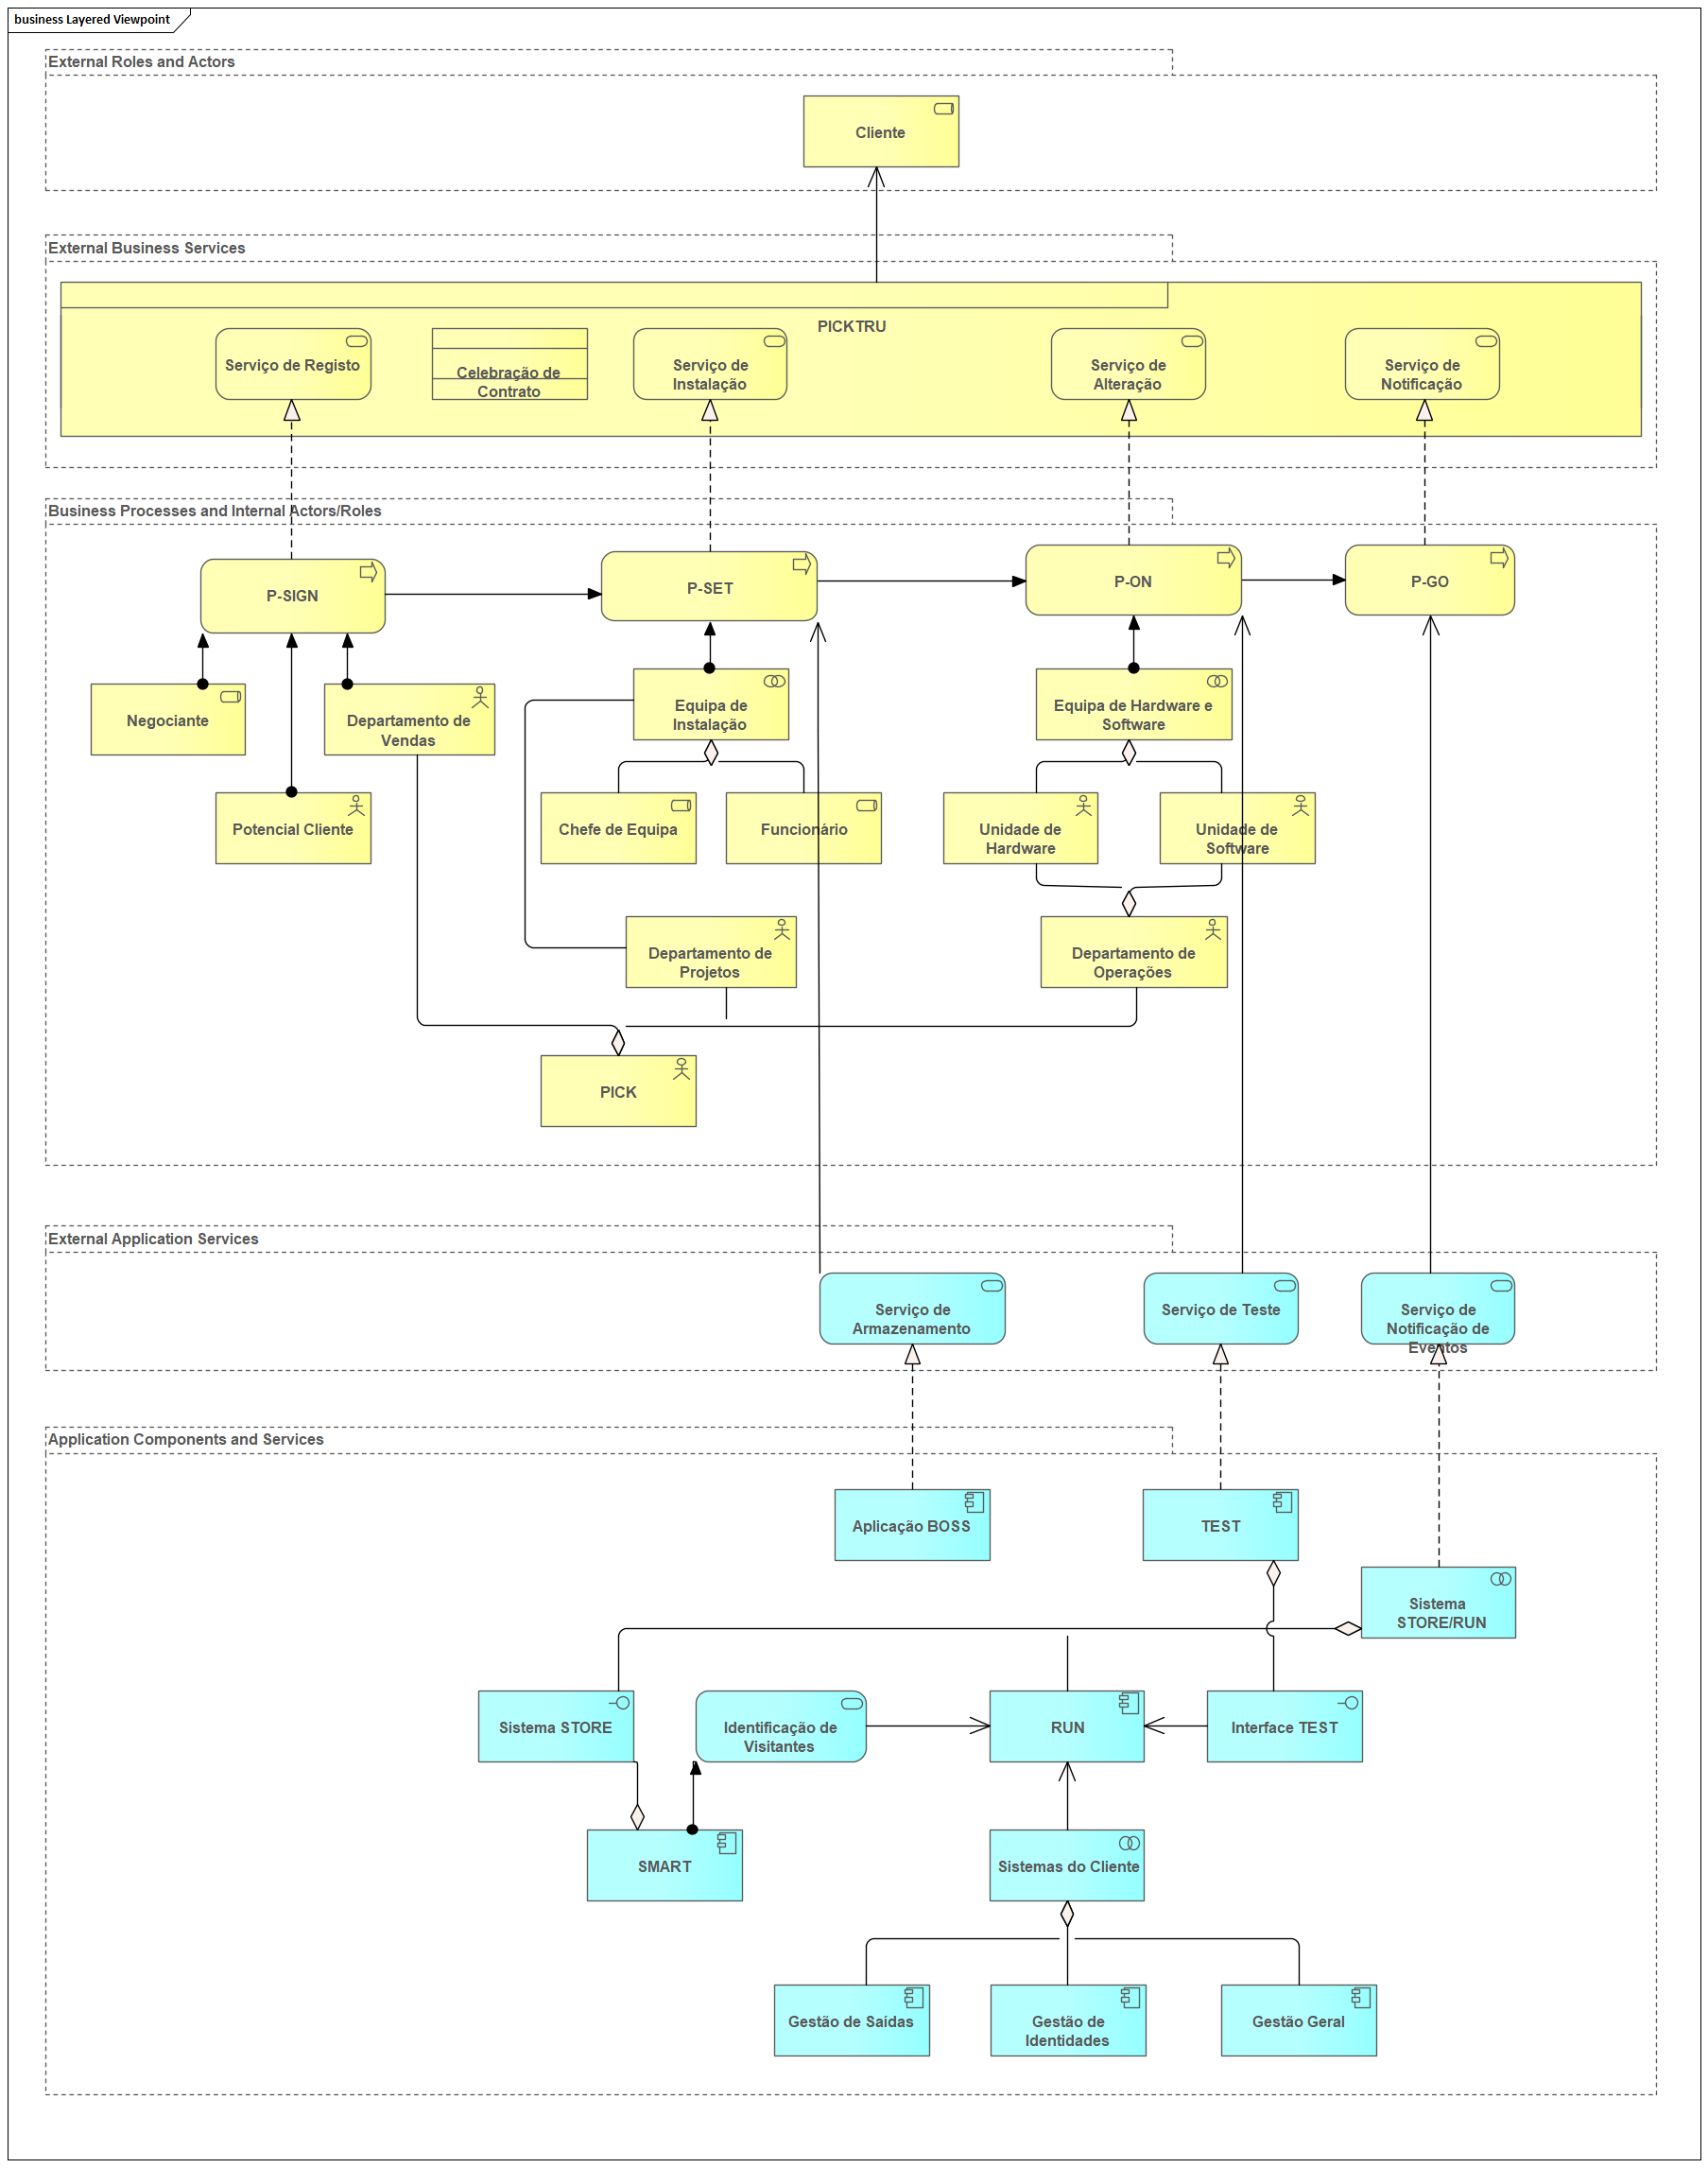 business Layered Viewpoint
External Roles and Actors
Cliente
External Business Services
PICKTRU
Serviço de Registo
Celebração de
Contrato
Serviço de
Instalação
Serviço de
Alteração
Serviço de
Notificação
Business Processes and Internal Actors/Roles
P-SIGN
P-SET
P-ON
P-GO
Negociante
Departamento de
Vendas
Equipa de
Instalação
Equipa de Hardware e
Software
Potencial Cliente
Chefe de Equipa
Funcionário
Unidade de
Hardware
Unidade de
Software
Departamento de
Projetos
Departamento de
Operações
PICK
External Application Services
Serviço de
Armazenamento
Serviço de Teste
Serviço de
Notificação de
Eventos
Application Components and Services
Aplicação BOSS
TEST
Sistema
STORE/RUN
Sistema STORE
Identificação de
Visitantes
RUN
Interface TEST
SMART
Sistemas do Cliente
Gestão de Saídas
Gestão de
Identidades
Gestão Geral